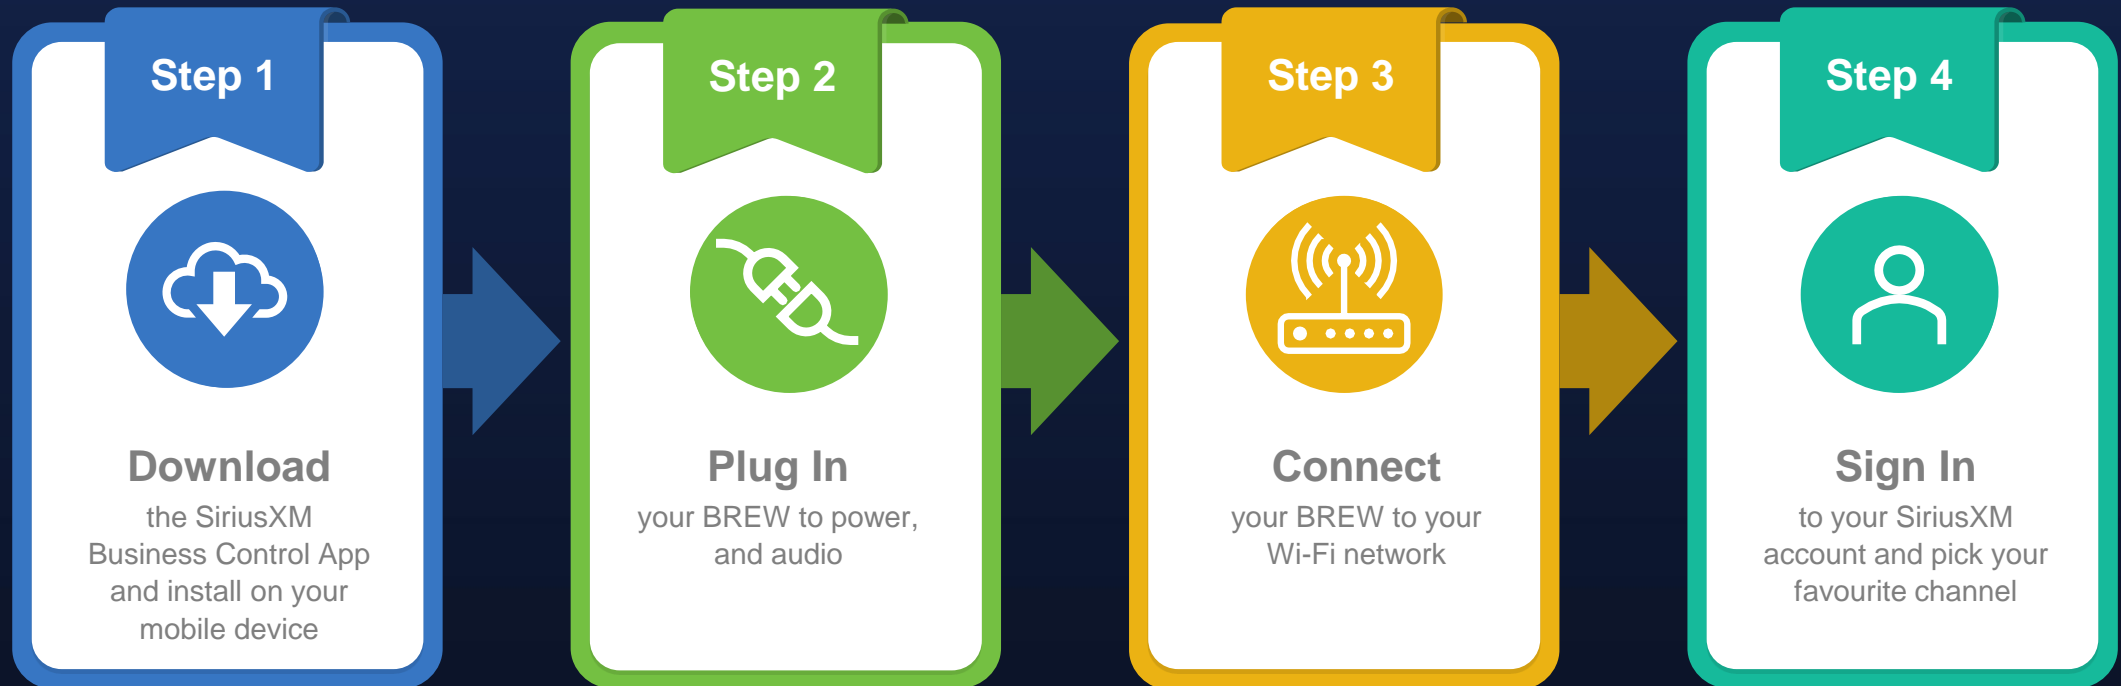 Step 1
Download
the SiriusXM
Business Control App
and install on your
mobile device
Step 2
Plug In
your BREW to power,
and audio
Step 3
Connect
your BREW to your
Wi-Fi network
Step 4
Sign In
to your SiriusXM
account and pick your
favourite channel